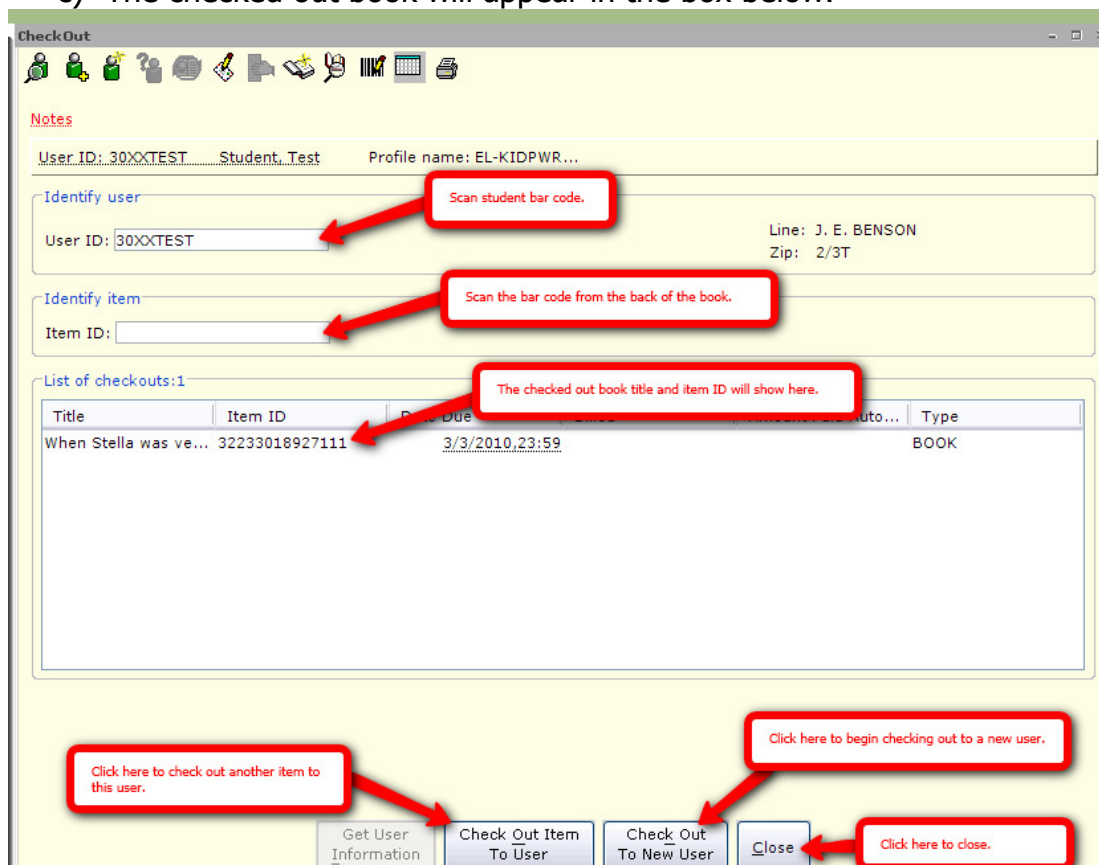 CheckOut
Notes
User ID: 30XXTEST Student, Test Profile name: EL-KIDPWR...
Identify user
Scan student bar code.
User ID: 30XXTEST
Line: J. E. BENSON
Zip: 2/3T
Identify item
Scan the bar code from the back of the book.
Item ID:
List of checkouts:1
The checked out book title and item ID will show here.
Title Item ID Due Type
When Stella was ve... 32233018927111 3/3/2010,23:59 BOOK
Click here to begin checking out to a new user.
Click here to check out another item to
this user.
Get User
Information
Check Out Item
To User
Check Out
To New User
Close
Click here to close.